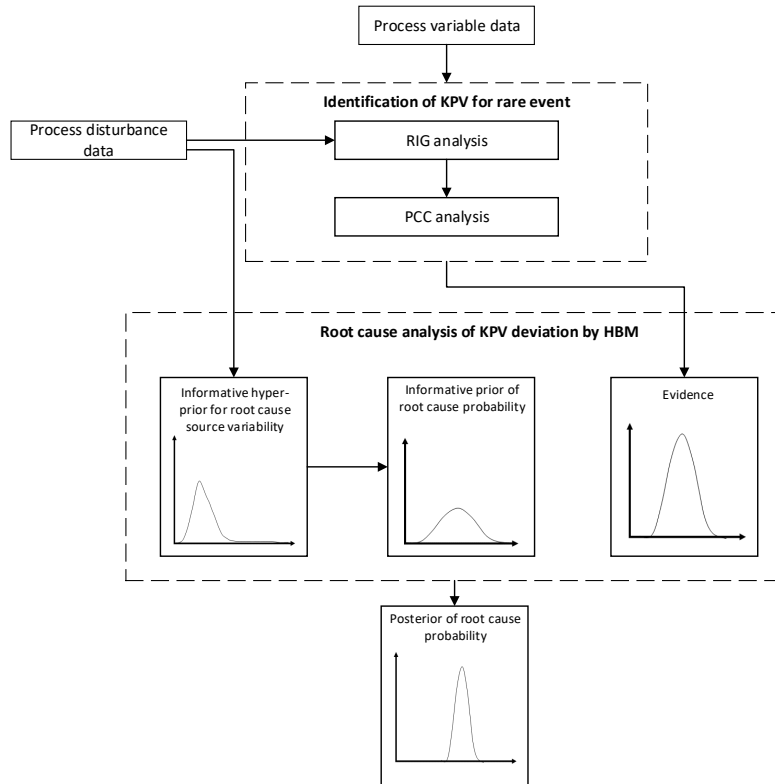 Process variable data
Identification of KPV for rare event
Process disturbance
data
RIG analysis
PCC analysis
Root cause analysis of KPV deviation by HBM
Informative hyper-
prior for root cause
source variability
Informative prior of
root cause probability
Evidence
Posterior of root cause
probability